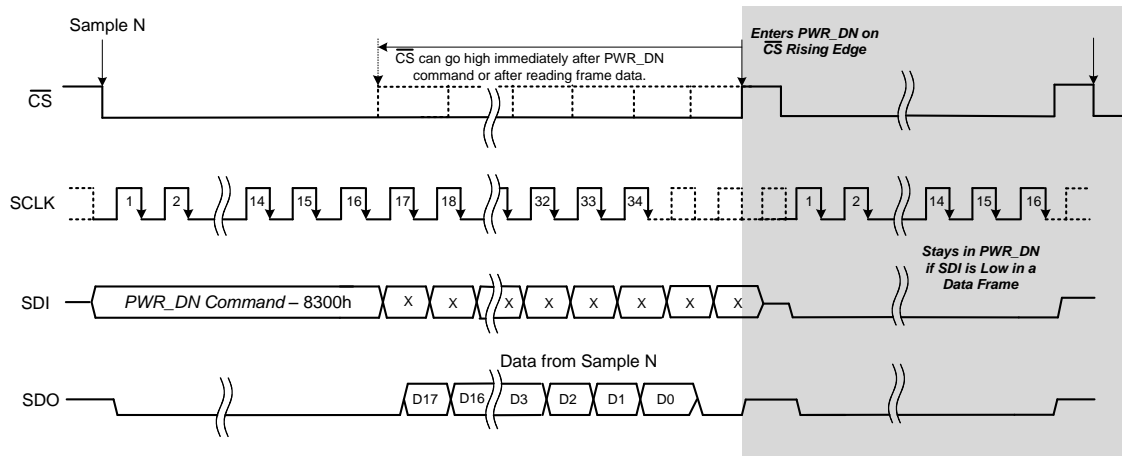 Sample N
Enters PWR_DN on
CS Rising Edge
CS can go high immediately after PWR_DN
command or after reading frame data.
CS
SCLK
1 2 14 15 16 17 18 32 33 34 1 2 14 15 16
Stays in PWR_DN
if SDI is Low in a
Data Frame
SDI
PWR_DN Command – 8300h X X X X X X X X
Data from Sample N
SDO
D17 D16 D3 D2 D1 D0